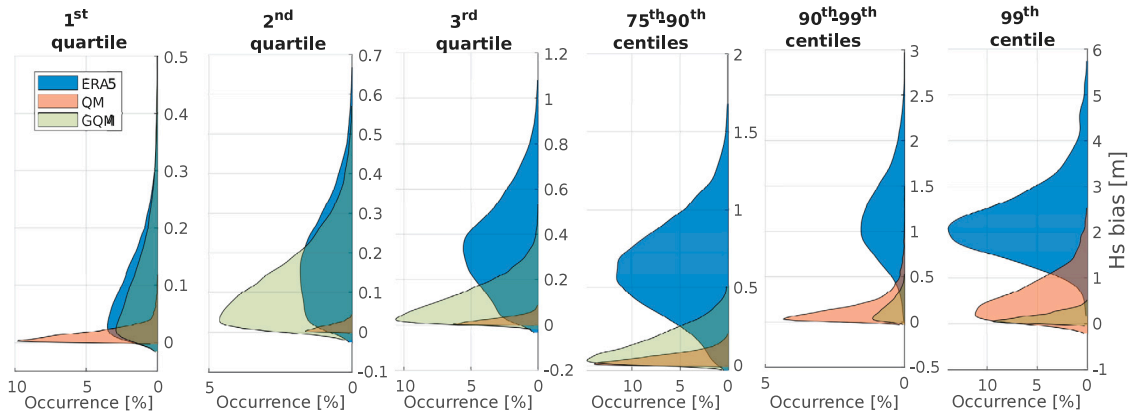 1st
quartile
2nd
quartile
3rd
quartile
75th-90th
centiles
90th-99th
centiles
99th
centile
ERA5
QM
GQM
0.5
0.4
0.3
0.2
0.1
0
10
5
0
Occurrence [%]
0.7
0.6
0.5
0.4
0.3
0.2
0.1
0
-0.1
5
0
Occurrence [%]
1.2
1
0.8
0.6
0.4
0.2
0
-0.2
10
5
0
Occurrence [%]
2
1.5
1
0.5
0
10
5
0
Occurrence [%]
3
2.5
2
1.5
1
0.5
0
-0.5
5
0
Occurrence [%]
6
5
4
3
2
1
0
-1
10
5
0
Occurrence [%]
Hs bias [m]